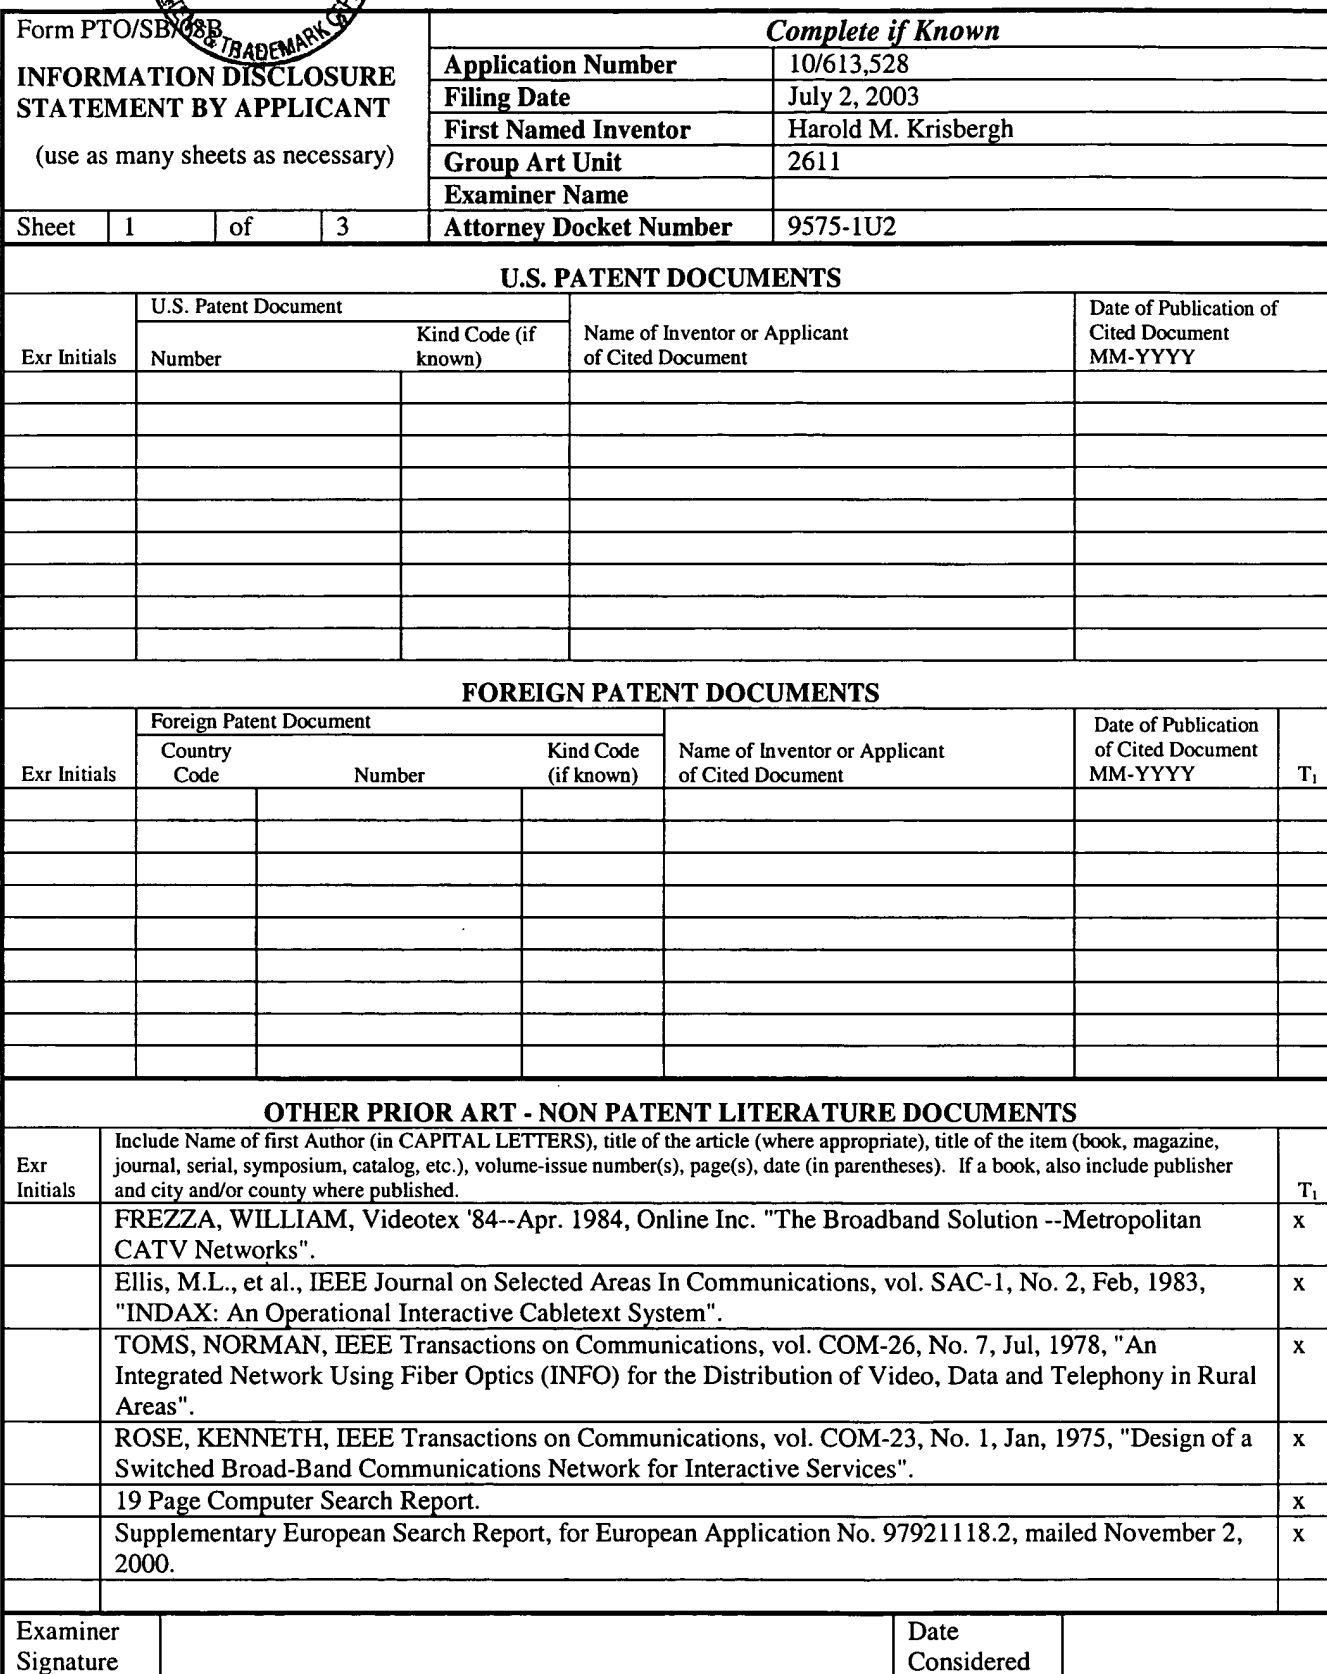 Form PTO/SB/08B
& TRADEMARK
INFORMATION DISCLOSURE
STATEMENT BY APPLICANT
(use as many sheets as necessary)
Sheet 1 of 3
Complete if Known
Application Number 10/613,528
Filing Date July 2, 2003
First Named Inventor Harold M. Krisbergh
Group Art Unit 2611
Examiner Name
Attorney Docket Number 9575-1U2
U.S. PATENT DOCUMENTS
Exr Initials
U.S. Patent Document
Number
Kind Code (if
known)
Name of Inventor or Applicant
of Cited Document
Date of Publication of
Cited Document
MM-YYYY
FOREIGN PATENT DOCUMENTS
Exr Initials
Foreign Patent Document
Country
Code
Number
Kind Code
(if known)
Name of Inventor or Applicant
of Cited Document
Date of Publication
of Cited Document
MM-YYYY
T1
OTHER PRIOR ART - NON PATENT LITERATURE DOCUMENTS
Exr
Initials
Include Name of first Author (in CAPITAL LETTERS), title of the article (where appropriate), title of the item (book, magazine,
journal, serial, symposium, catalog, etc.), volume-issue number(s), page(s), date (in parentheses). If a book, also include publisher
and city and/or county where published.
T1
FREZZA, WILLIAM, Videotex '84--Apr. 1984, Online Inc. "The Broadband Solution --Metropolitan x
CATV Networks".
Ellis, M.L., et al., IEEE Journal on Selected Areas In Communications, vol. SAC-1, No. 2, Feb, 1983, x
"INDAX: An Operational Interactive Cabletext System".
TOMS, NORMAN, IEEE Transactions on Communications, vol. COM-26, No. 7, Jul, 1978, "An x
Integrated Network Using Fiber Optics (INFO) for the Distribution of Video, Data and Telephony in Rural
Areas".
ROSE, KENNETH, IEEE Transactions on Communications, vol. COM-23, No. 1, Jan, 1975, "Design of a x
Switched Broad-Band Communications Network for Interactive Services".
19 Page Computer Search Report. x
Supplementary European Search Report, for European Application No. 97921118.2, mailed November 2, x
2000.
Examiner
Signature
Date
Considered